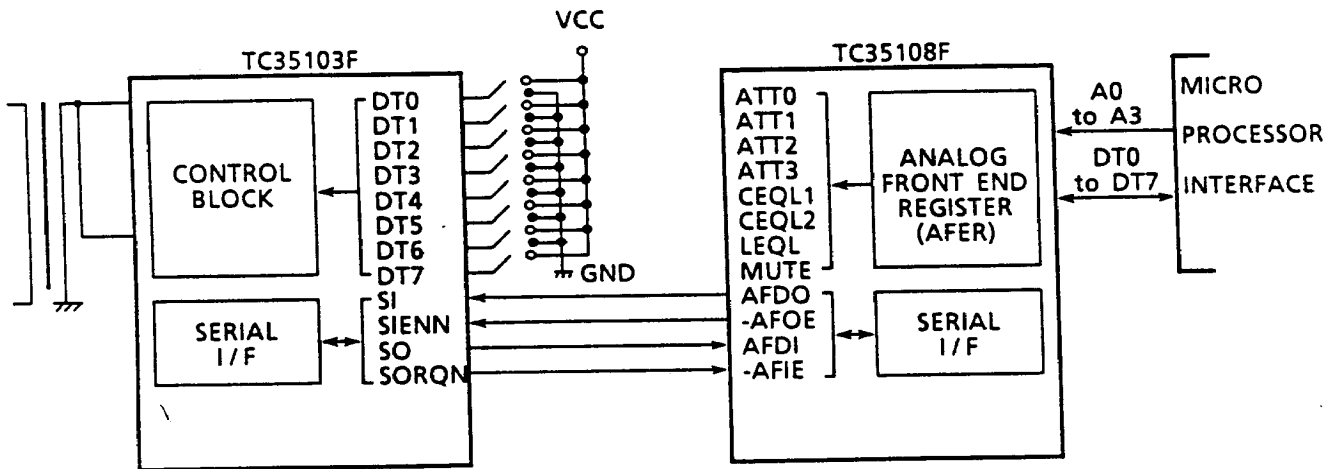 VCC
TC35103F
TC35108F
CONTROL
BLOCK
DT0
DT1
DT2
DT3
DT4
DT5
DT6
DT7
GND
SERIAL
I/F
SI
SIENN
SO
SORQN
ATT0
ATT1
ATT2
ATT3
CEQL1
CEQL2
LEQL
MUTE
AFDO
-AFOE
AFDI
-AFIE
ANALOG
FRONT END
REGISTER
(AFER)
SERIAL
I/F
A0
to A3
DT0
to DT7
MICRO
PROCESSOR
INTERFACE